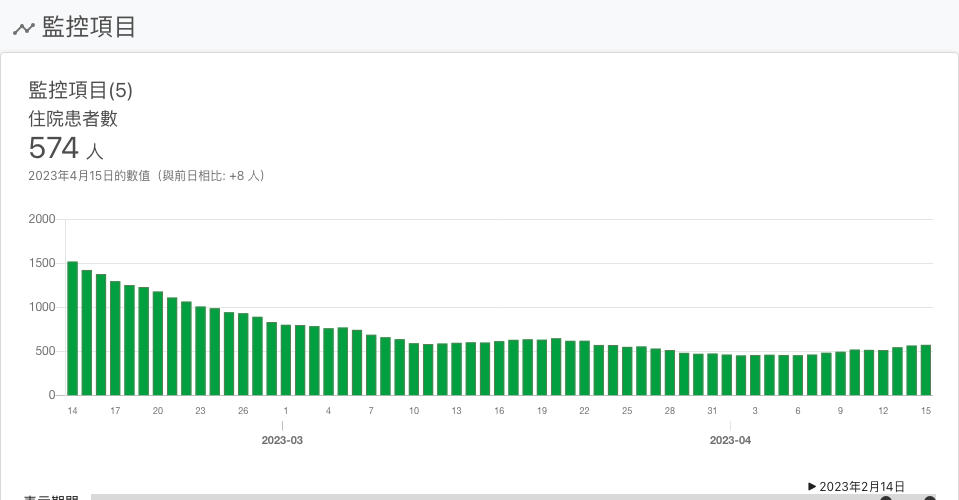 監控項目
監控項目(5)
住院患者數
574 人
2023年4月15日的數值（與前日相比: +8 人）
2000
1500
1000
500
0
14 17 20 23 26 1 4 7 10 13 16 19 22 25 28 31 3 6 9 12 15
2023-03 2023-04
▶ 2023年2月14日
表示期間